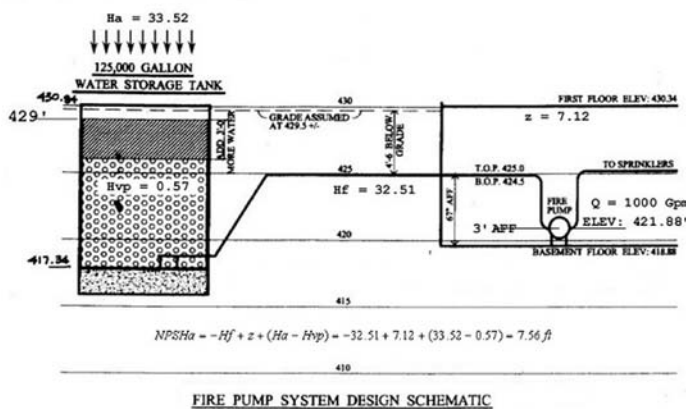 Ha = 33.52
125,000 GALLON
WATER STORAGE TANK
430.84
429'
430
FIRST FLOOR ELEV: 430.34
GRADE ASSUMED
AT 429.5 +/-
ADD 2'-6"
MORE WATER
4'-6 BELOW
GRADE
z = 7.12
425
T.O.P. 425.0
B.O.P. 424.5
TO SPRINKLERS
Hvp = 0.57
Hf = 32.51
67" AFF
FIRE
PUMP
Q = 1000 Gpm
3' AFF
ELEV: 421.88'
420
417.34
BASEMENT FLOOR ELEV: 418.88
415
NPSHa = −Hf + z + (Ha − Hvp) = −32.51 + 7.12 + (33.52 − 0.57) = 7.56 ft
410
FIRE PUMP SYSTEM DESIGN SCHEMATIC